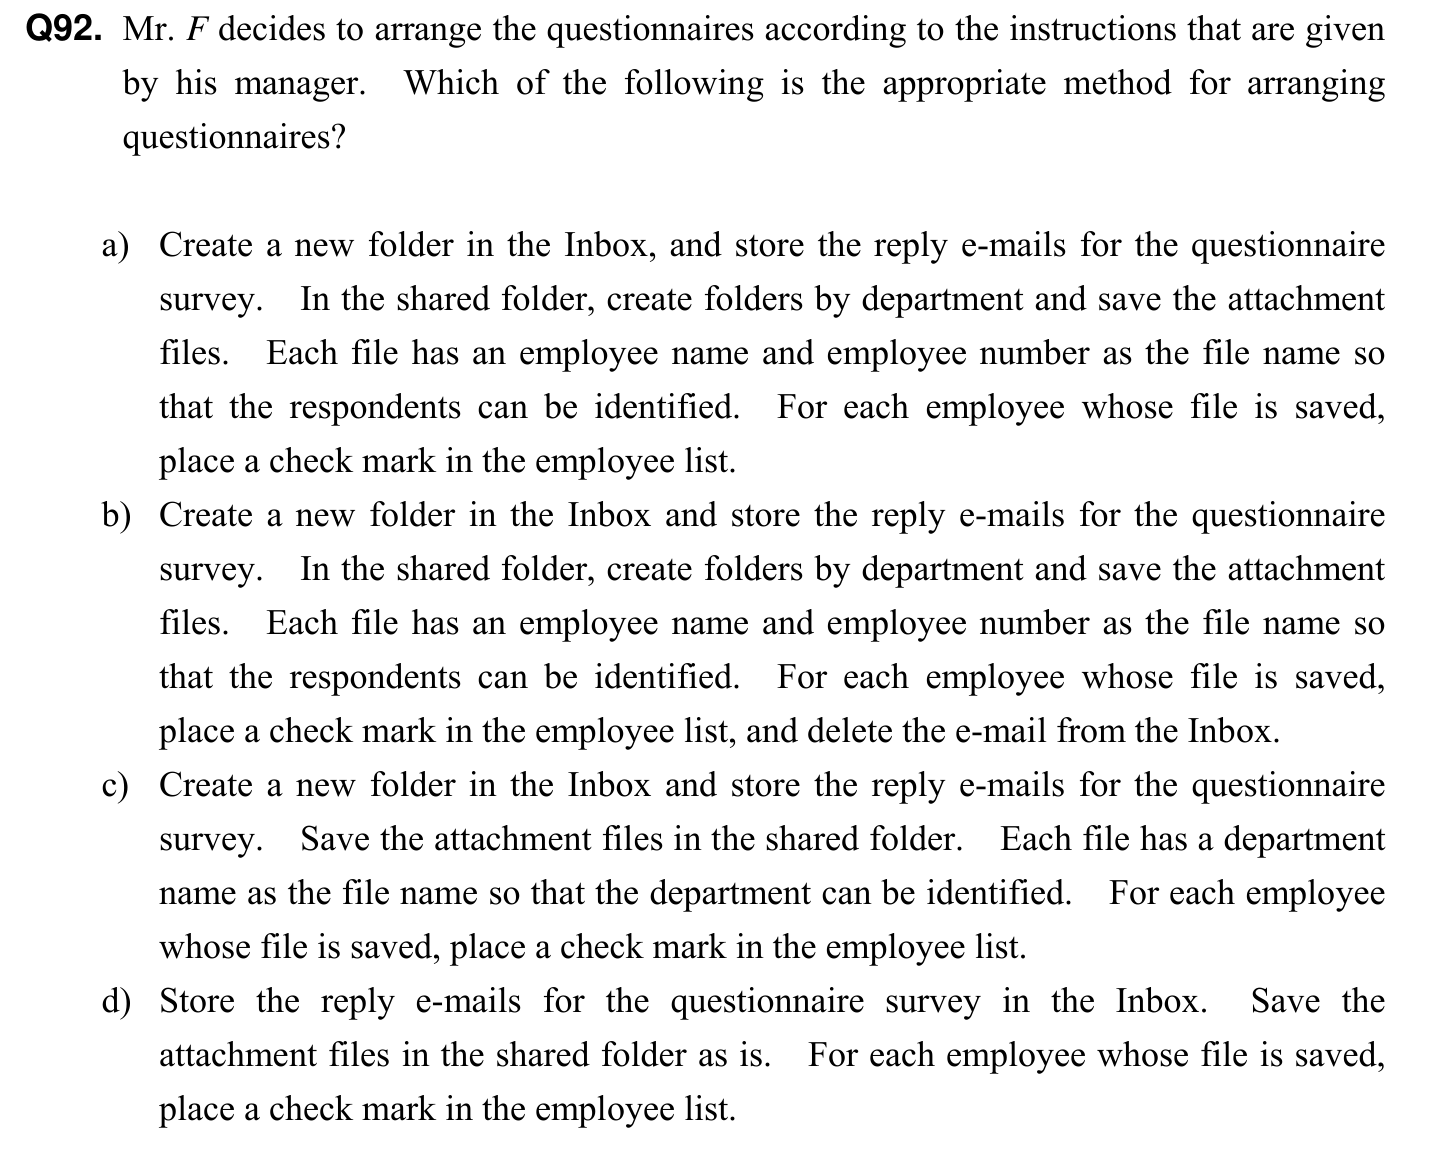 Q92. Mr. F decides to arrange the questionnaires according to the instructions that are given
by his manager. Which of the following is the appropriate method for arranging
questionnaires?
a) Create a new folder in the Inbox, and store the reply e-mails for the questionnaire
survey. In the shared folder, create folders by department and save the attachment
files. Each file has an employee name and employee number as the file name so
that the respondents can be identified. For each employee whose file is saved,
place a check mark in the employee list.
b) Create a new folder in the Inbox and store the reply e-mails for the questionnaire
survey. In the shared folder, create folders by department and save the attachment
files. Each file has an employee name and employee number as the file name so
that the respondents can be identified. For each employee whose file is saved,
place a check mark in the employee list, and delete the e-mail from the Inbox.
c) Create a new folder in the Inbox and store the reply e-mails for the questionnaire
survey. Save the attachment files in the shared folder. Each file has a department
name as the file name so that the department can be identified. For each employee
whose file is saved, place a check mark in the employee list.
d) Store the reply e-mails for the questionnaire survey in the Inbox. Save the
attachment files in the shared folder as is. For each employee whose file is saved,
place a check mark in the employee list.